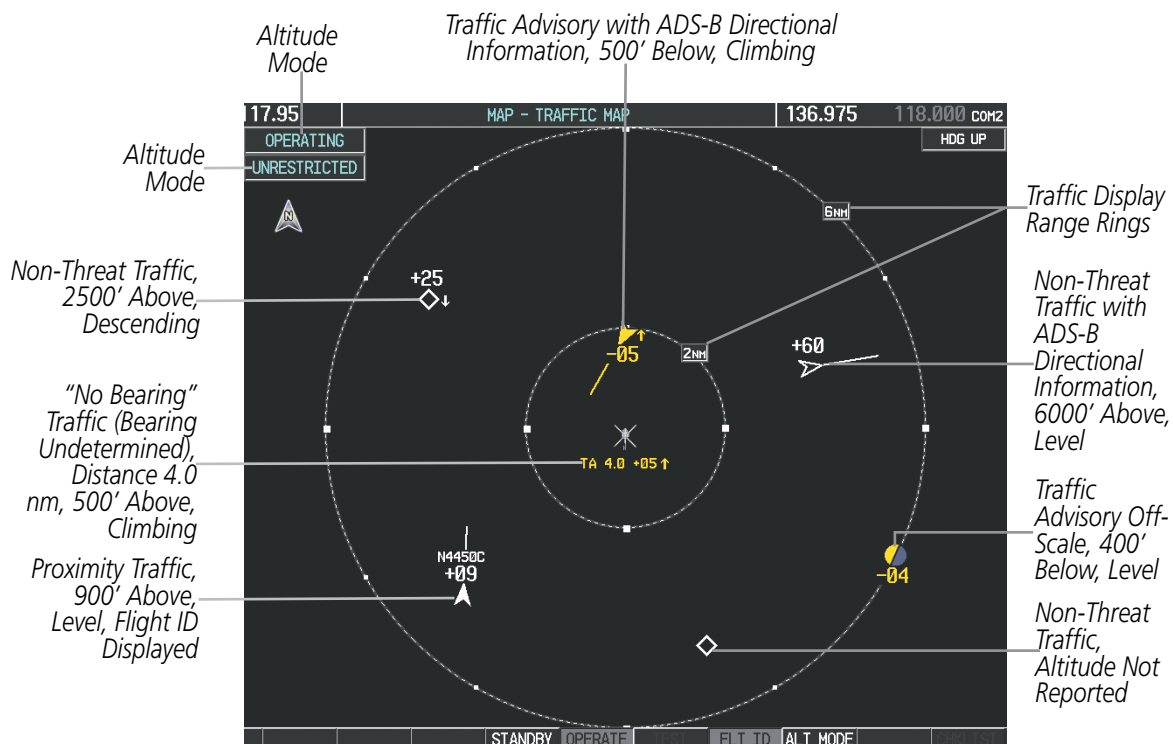 Altitude
Mode
Traffic Advisory with ADS-B Directional
Information, 500' Below, Climbing
117.95
MAP - TRAFFIC MAP
136.975
118.000 COM2
OPERATING
HDG UP
UNRESTRICTED
Altitude
Mode
N
6NM
Traffic Display
Range Rings
Non-Threat Traffic,
2500' Above,
Descending
+25
-05
2NM
+60
Non-Threat
Traffic with
ADS-B
Directional
Information,
6000' Above,
Level
"No Bearing"
Traffic (Bearing
Undetermined),
Distance 4.0
nm, 500' Above,
Climbing
TA 4.0 +05↑
Traffic
Advisory Off-
Scale, 400'
Below, Level
-04
Proximity Traffic,
900' Above,
Level, Flight ID
Displayed
N4450C
+09
Non-Threat
Traffic,
Altitude Not
Reported
STANDBY OPERATE TEST FLT ID ALT MODE CHKLIST